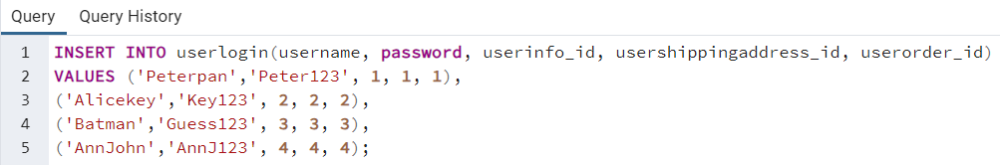 Query Query History
1 INSERT INTO userlogin(username, password, userinfo_id, usershippingaddress_id, userorder_id)
2 VALUES ('Peterpan','Peter123', 1, 1, 1),
3 ('Alicekey','Key123', 2, 2, 2),
4 ('Batman','Guess123', 3, 3, 3),
5 ('AnnJohn','AnnJ123', 4, 4, 4);